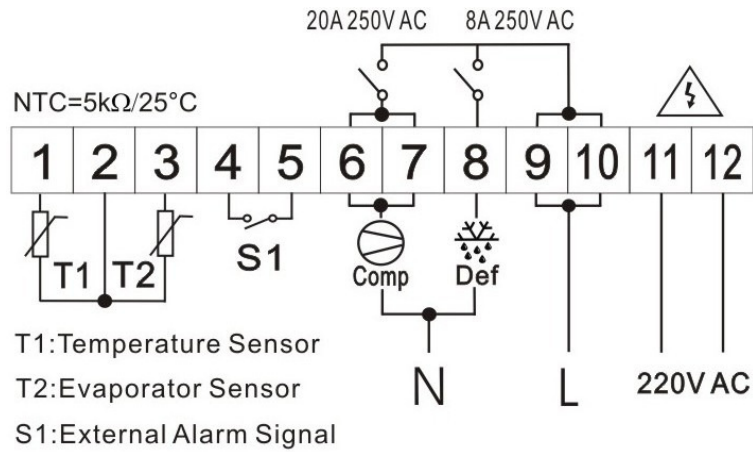 20A 250V AC 8A 250V AC
NTC=5kΩ/25°C
1 2 3 4 5 6 7 8 9 10 11 12
T1 T2 S1 Comp Def
N L 220V AC
T1:Temperature Sensor
T2:Evaporator Sensor
S1:External Alarm Signal